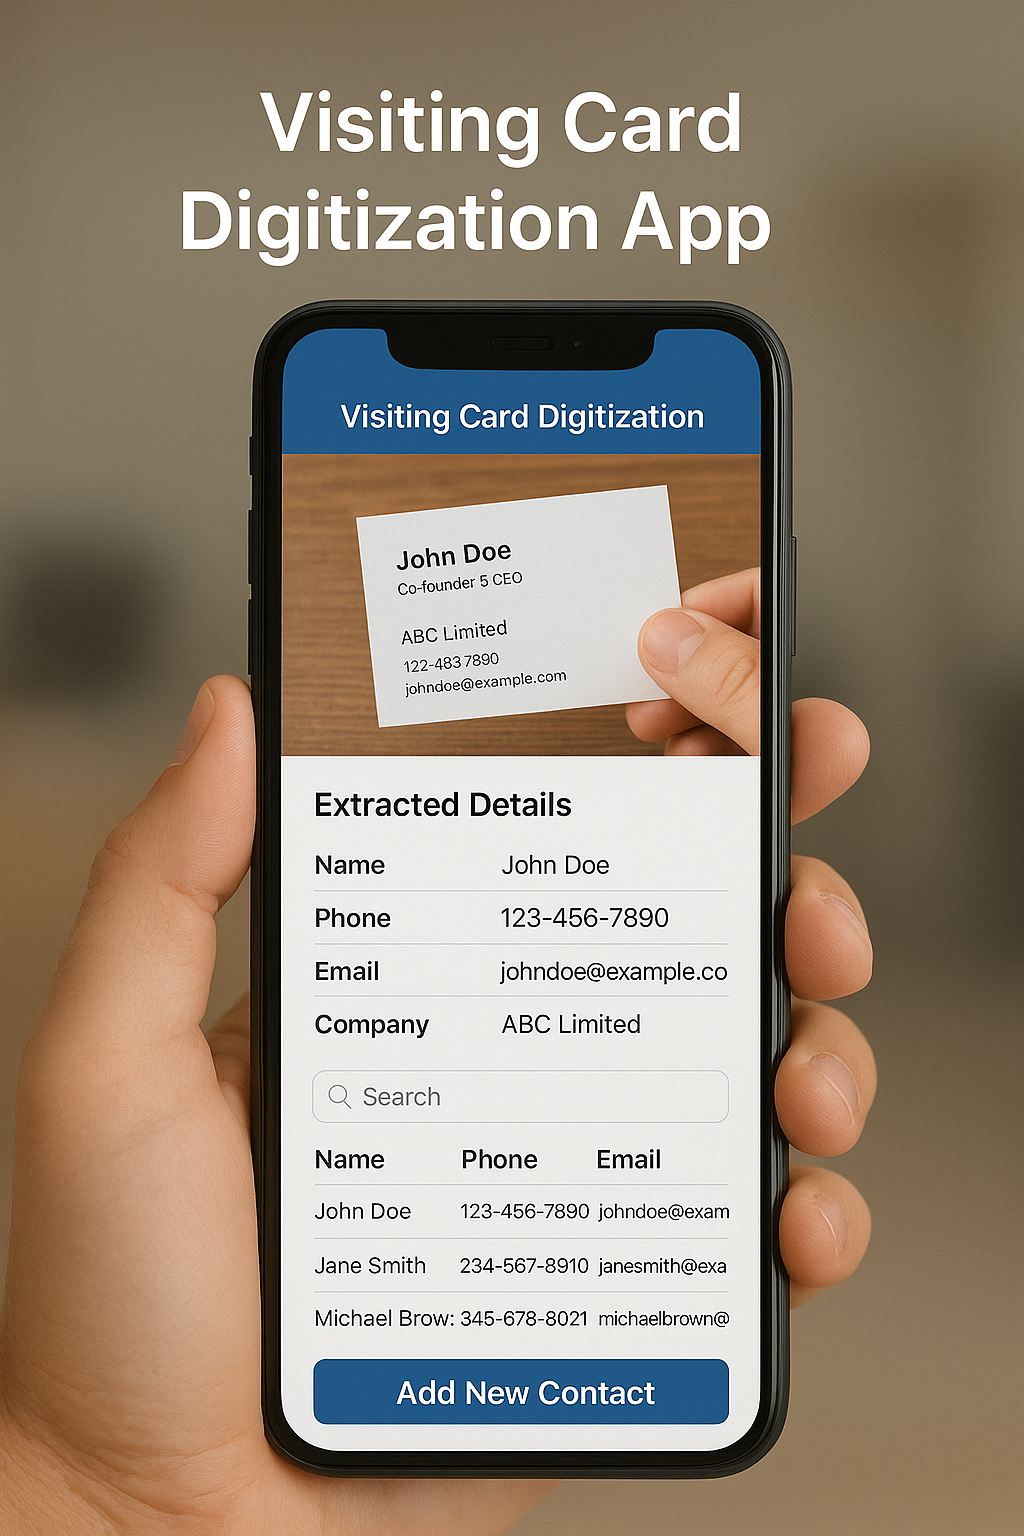 Visiting Card
Digitization App
Visiting Card Digitization
John Doe
Co-founder 5 CEO
ABC Limited
122-483 7890
johndoe@example.com
Extracted Details
Name John Doe
Phone 123-456-7890
Email johndoe@example.co
Company ABC Limited
Search
Name Phone Email
John Doe 123-456-7890 johndoe@exam
Jane Smith 234-567-8910 janesmith@exa
Michael Brow: 345-678-8021 michaelbrown@
Add New Contact